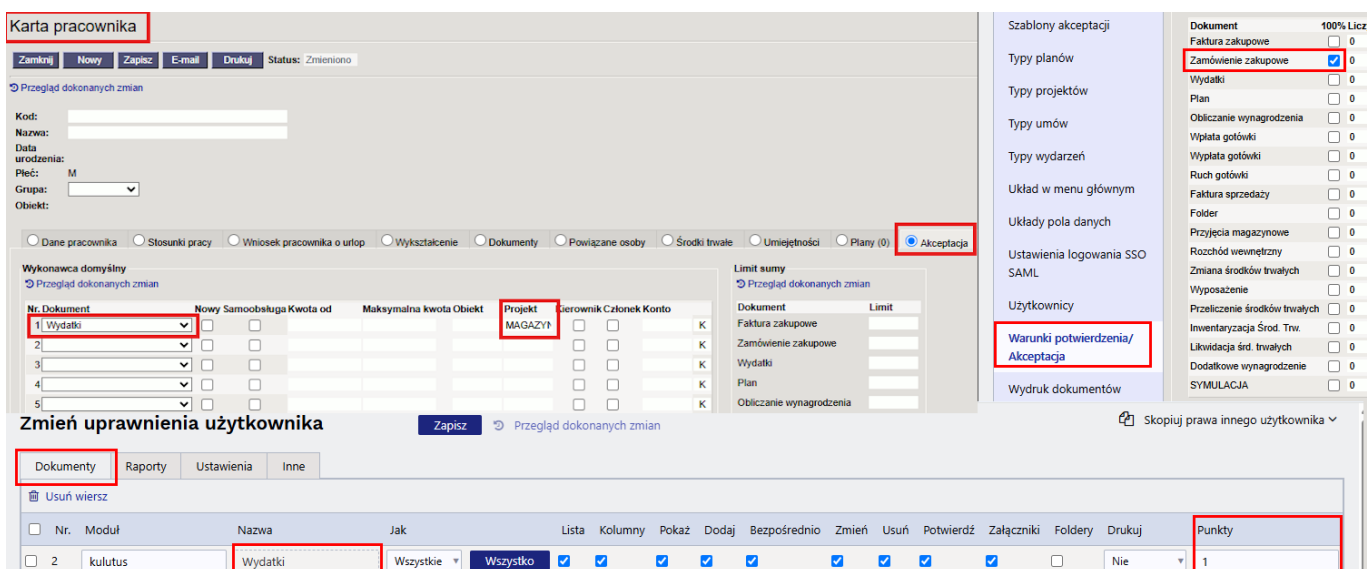 Karta pracownika
Zamknij Nowy Zapisz E-mail Drukuj Status: Zmieniono
Przegląd dokonanych zmian
Kod:
Nazwa:
Data
urodzenia:
Płeć: M
Grupa:
Obiekt:
Dane pracownika Stosunki pracy Wniosek pracownika o urlop Wykształcenie Dokumenty Powiązane osoby Środki trwałe Umiejętności Plany (0) Akceptacja
Wykonawca domyślny
Przegląd dokonanych zmian
Nr. Dokument Nowy Samoobsługa Kwota od Maksymalna kwota Obiekt Projekt Kierownik Członek Konto
1 Wydatki MAGAZYN K
2 K
3 K
4 K
5 K
Limit sumy
Przegląd dokonanych zmian
Dokument Limit
Faktura zakupowe
Zamówienie zakupowe
Wydatki
Plan
Obliczanie wynagrodzenia
Szablony akceptacji
Typy planów
Typy projektów
Typy umów
Typy wydarzeń
Układ w menu głównym
Układy pola danych
Ustawienia logowania SSO
SAML
Użytkownicy
Warunki potwierdzenia/
Akceptacja
Wydruk dokumentów
Dokument 100% Licz
Faktura zakupowe 0
Zamówienie zakupowe 0
Wydatki 0
Plan 0
Obliczanie wynagrodzenia 0
Wpłata gotówki 0
Wypłata gotówki 0
Ruch gotówki 0
Faktura sprzedaży 0
Folder 0
Przyjęcia magazynowe 0
Rozchód wewnętrzny 0
Zmiana środków trwałych 0
Wyposażenie 0
Przeliczenie środków trwałych 0
Inwentaryzacja Środ. Trw. 0
Likwidacja śrd. trwałych 0
Dodatkowe wynagrodzenie 0
SYMULACJA 0
Zmień uprawnienia użytkownika Zapisz Przegląd dokonanych zmian Skopiuj prawa innego użytkownika
Dokumenty Raporty Ustawienia Inne
Usuń wiersz
Nr. Moduł Nazwa Jak Lista Kolumny Pokaż Dodaj Bezpośrednio Zmień Usuń Potwierdź Załączniki Foldery Drukuj Punkty
2 kulutus Wydatki Wszystkie Wszystko Nie 1